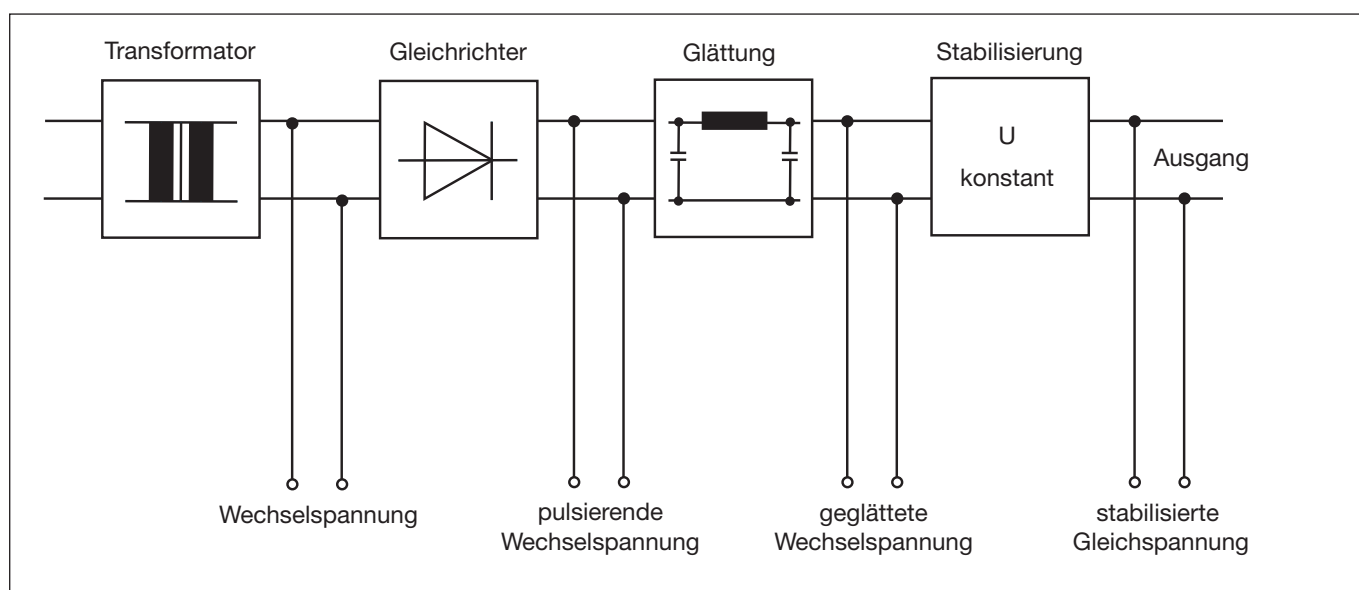 Transformator
Gleichrichter
Glättung
Stabilisierung
U
konstant
Ausgang
Wechselspannung
pulsierende
Wechselspannung
geglättete
Wechselspannung
stabilisierte
Gleichspannung